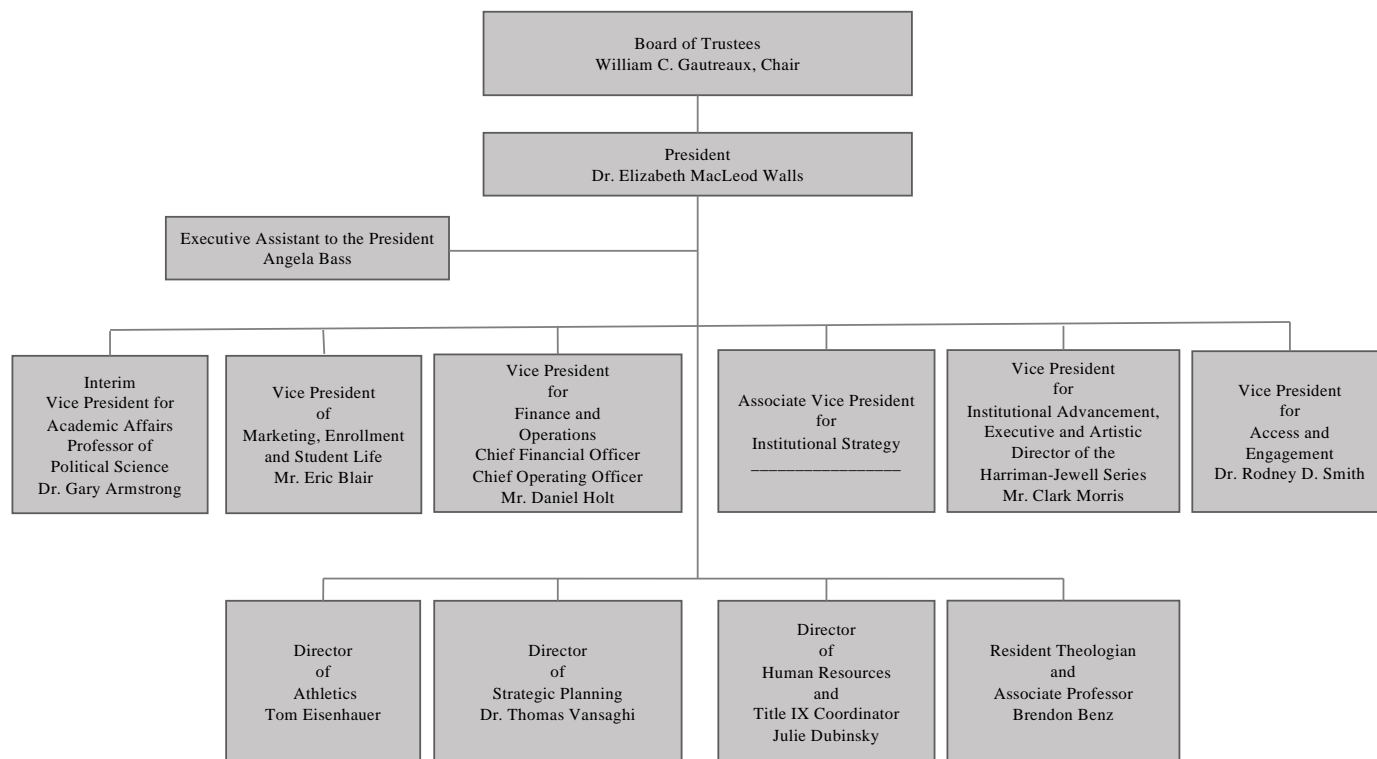 Board of Trustees
William C. Gautreaux, Chair
President
Dr. Elizabeth MacLeod Walls
Executive Assistant to the President
Angela Bass
Interim
Vice President for
Academic Affairs
Professor of
Political Science
Dr. Gary Armstrong
Vice President
of
Marketing, Enrollment
and Student Life
Mr. Eric Blair
Vice President
for
Finance and
Operations
Chief Financial Officer
Chief Operating Officer
Mr. Daniel Holt
Associate Vice President
for
Institutional Strategy
_________________
Vice President
for
Institutional Advancement,
Executive and Artistic
Director of the
Harriman-Jewell Series
Mr. Clark Morris
Vice President
for
Access and
Engagement
Dr. Rodney D. Smith
Director
of
Athletics
Tom Eisenhauer
Director
of
Strategic Planning
Dr. Thomas Vansaghi
Director
of
Human Resources
and
Title IX Coordinator
Julie Dubinsky
Resident Theologian
and
Associate Professor
Brendon Benz